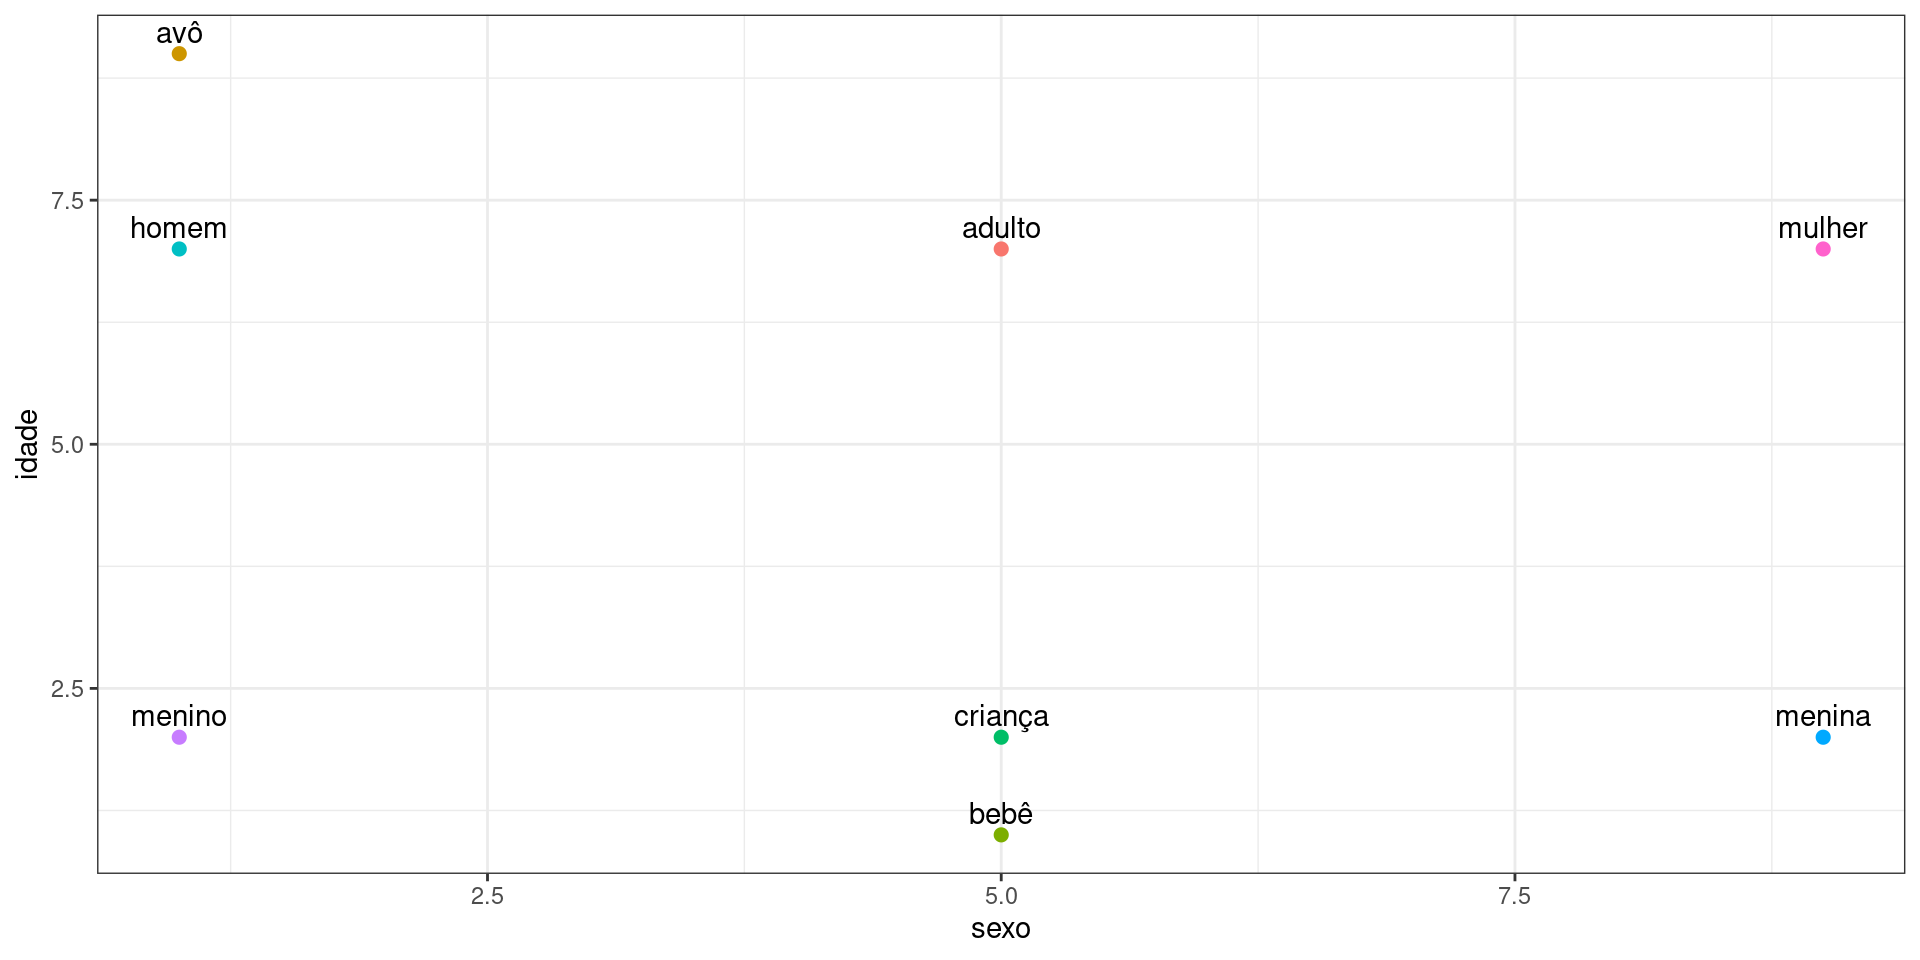 avô
7.5
homem
adulto
mulher
idade
5.0
2.5
menino
criança
menina
bebê
2.5
5.0
7.5
sexo